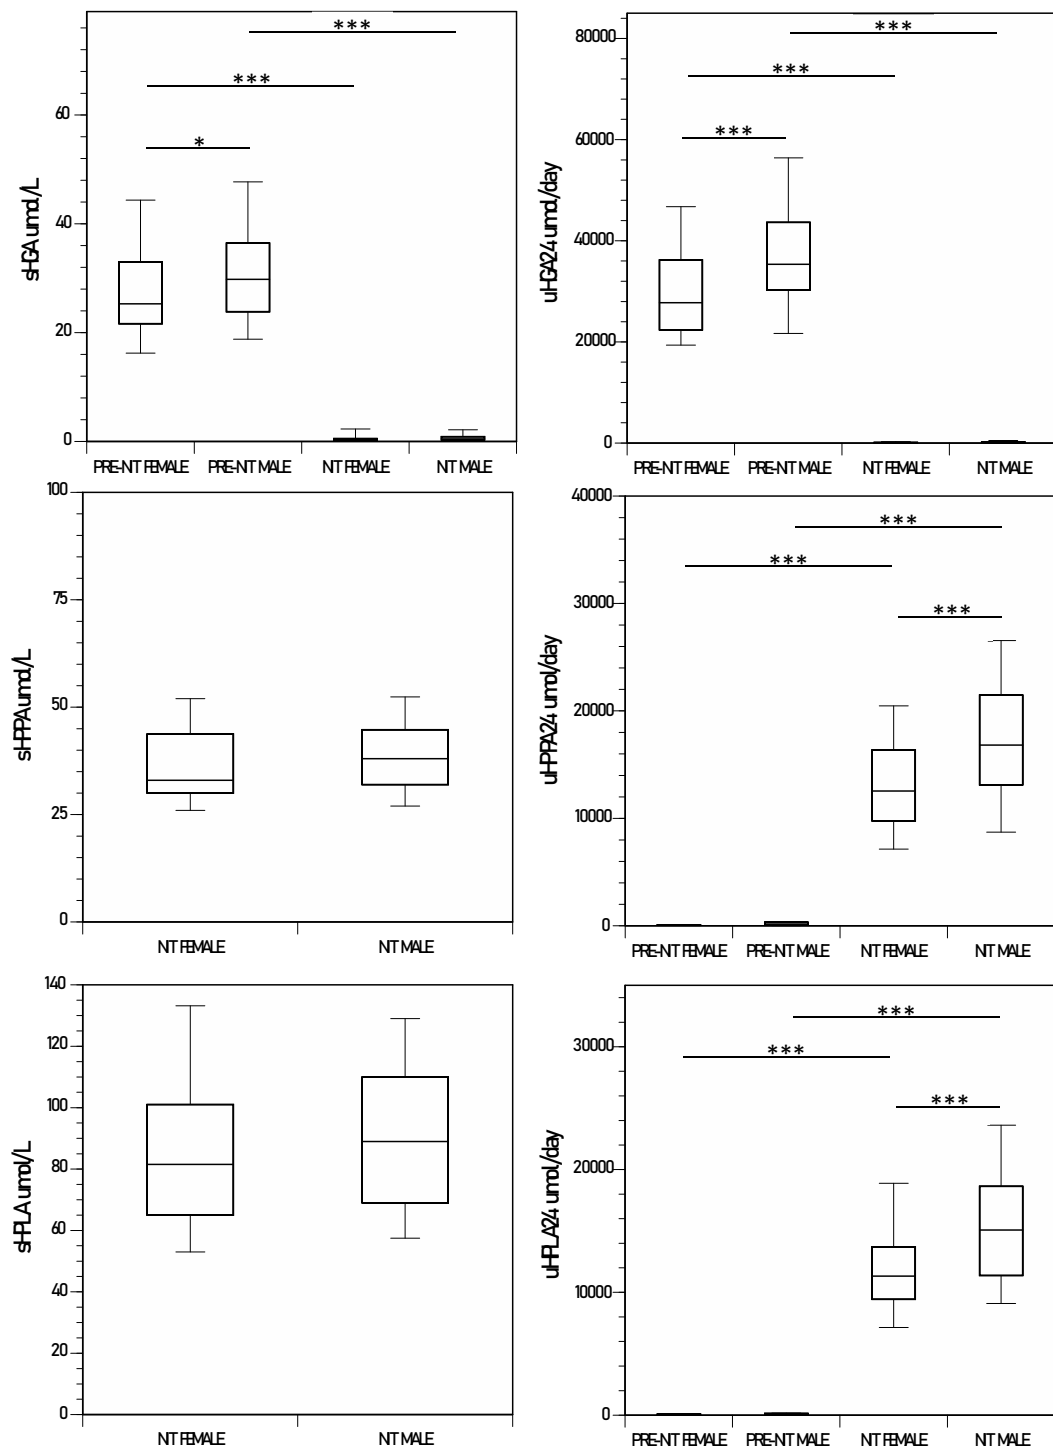 sHGA umol/L
60
40
20
0
***
***
*
PRE-NT FEMALE
PRE-NT MALE
NT FEMALE
NT MALE
uHGA24 umol/day
80000
60000
40000
20000
0
***
***
***
PRE-NT FEMALE
PRE-NT MALE
NT FEMALE
NT MALE
sHPPA umol/L
100
75
50
25
0
NT FEMALE
NT MALE
uHPPA24 umol/day
40000
30000
20000
10000
0
***
***
***
PRE-NT FEMALE
PRE-NT MALE
NT FEMALE
NT MALE
sHPLA umol/L
140
120
100
80
60
40
20
0
NT FEMALE
NT MALE
uHPLA24 umol/day
30000
20000
10000
0
***
***
***
PRE-NT FEMALE
PRE-NT MALE
NT FEMALE
NT MALE